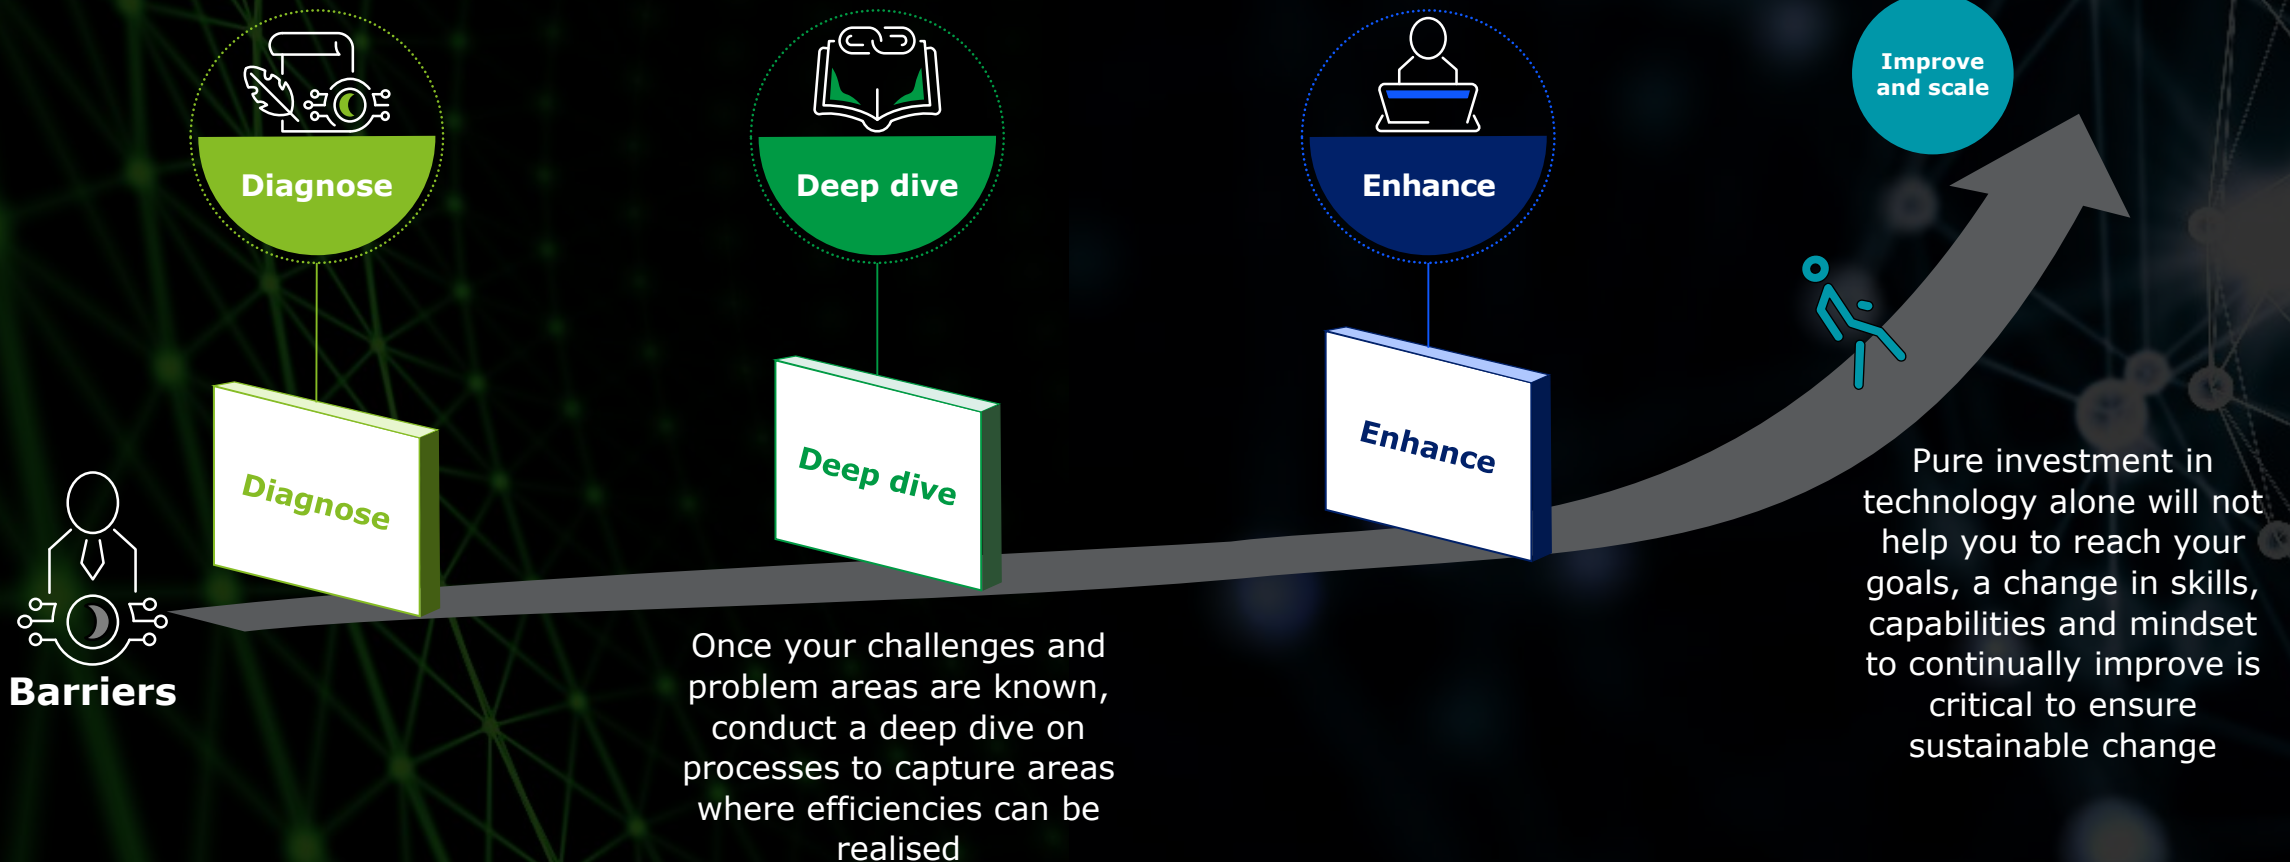 Diagnose
Deep dive
Enhance
Improve
and scale
Diagnose
Deep dive
Enhance
Barriers
Once your challenges and
problem areas are known,
conduct a deep dive on
processes to capture areas
where efficiencies can be
realised
Pure investment in
technology alone will not
help you to reach your
goals, a change in skills,
capabilities and mindset
to continually improve is
critical to ensure
sustainable change